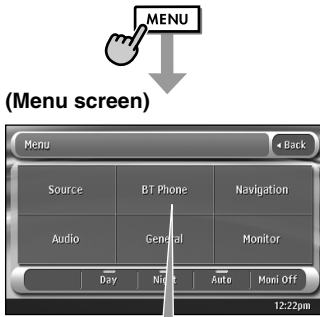 MENU
(Menu screen)
Menu Back
Source BT Phone Navigation
Audio General Monitor
Day Night Auto Moni Off
12:22pm